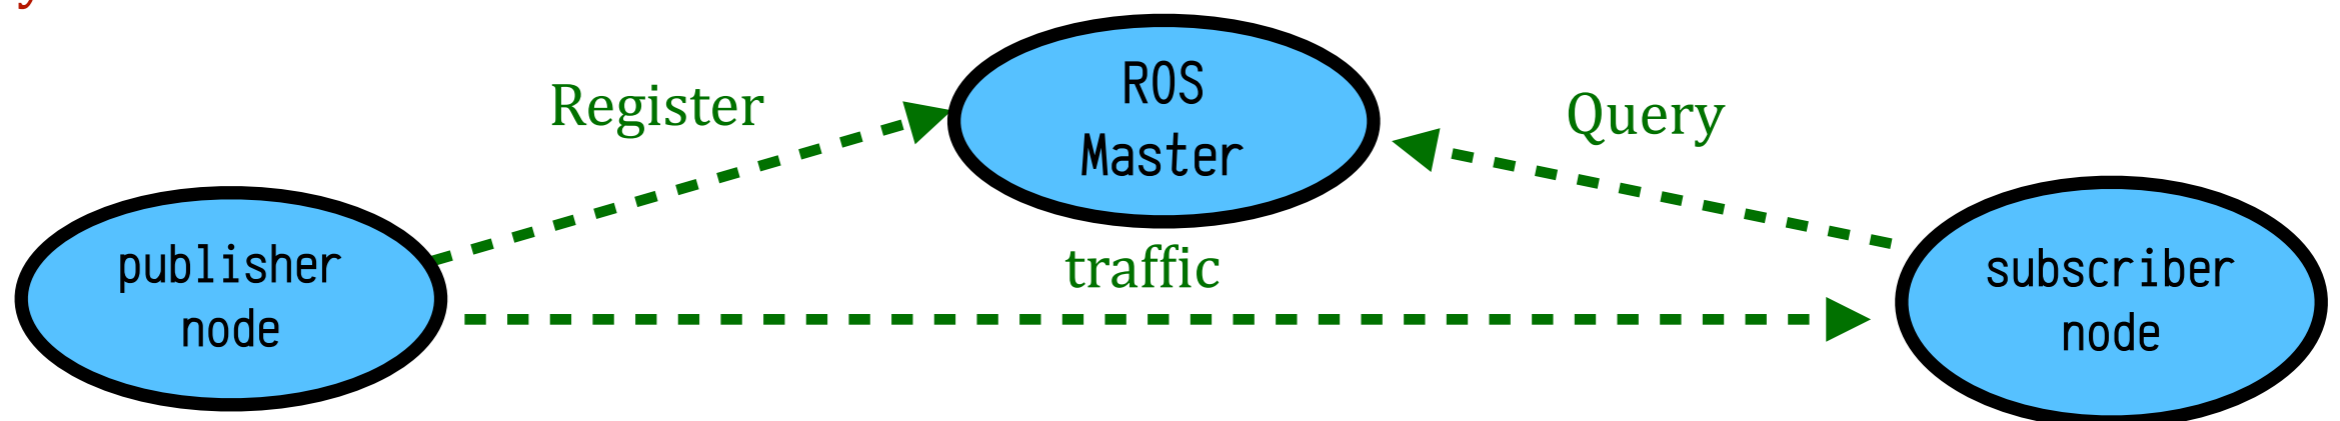 ROS
Master
Register
Query
traffic
publisher
node
subscriber
node